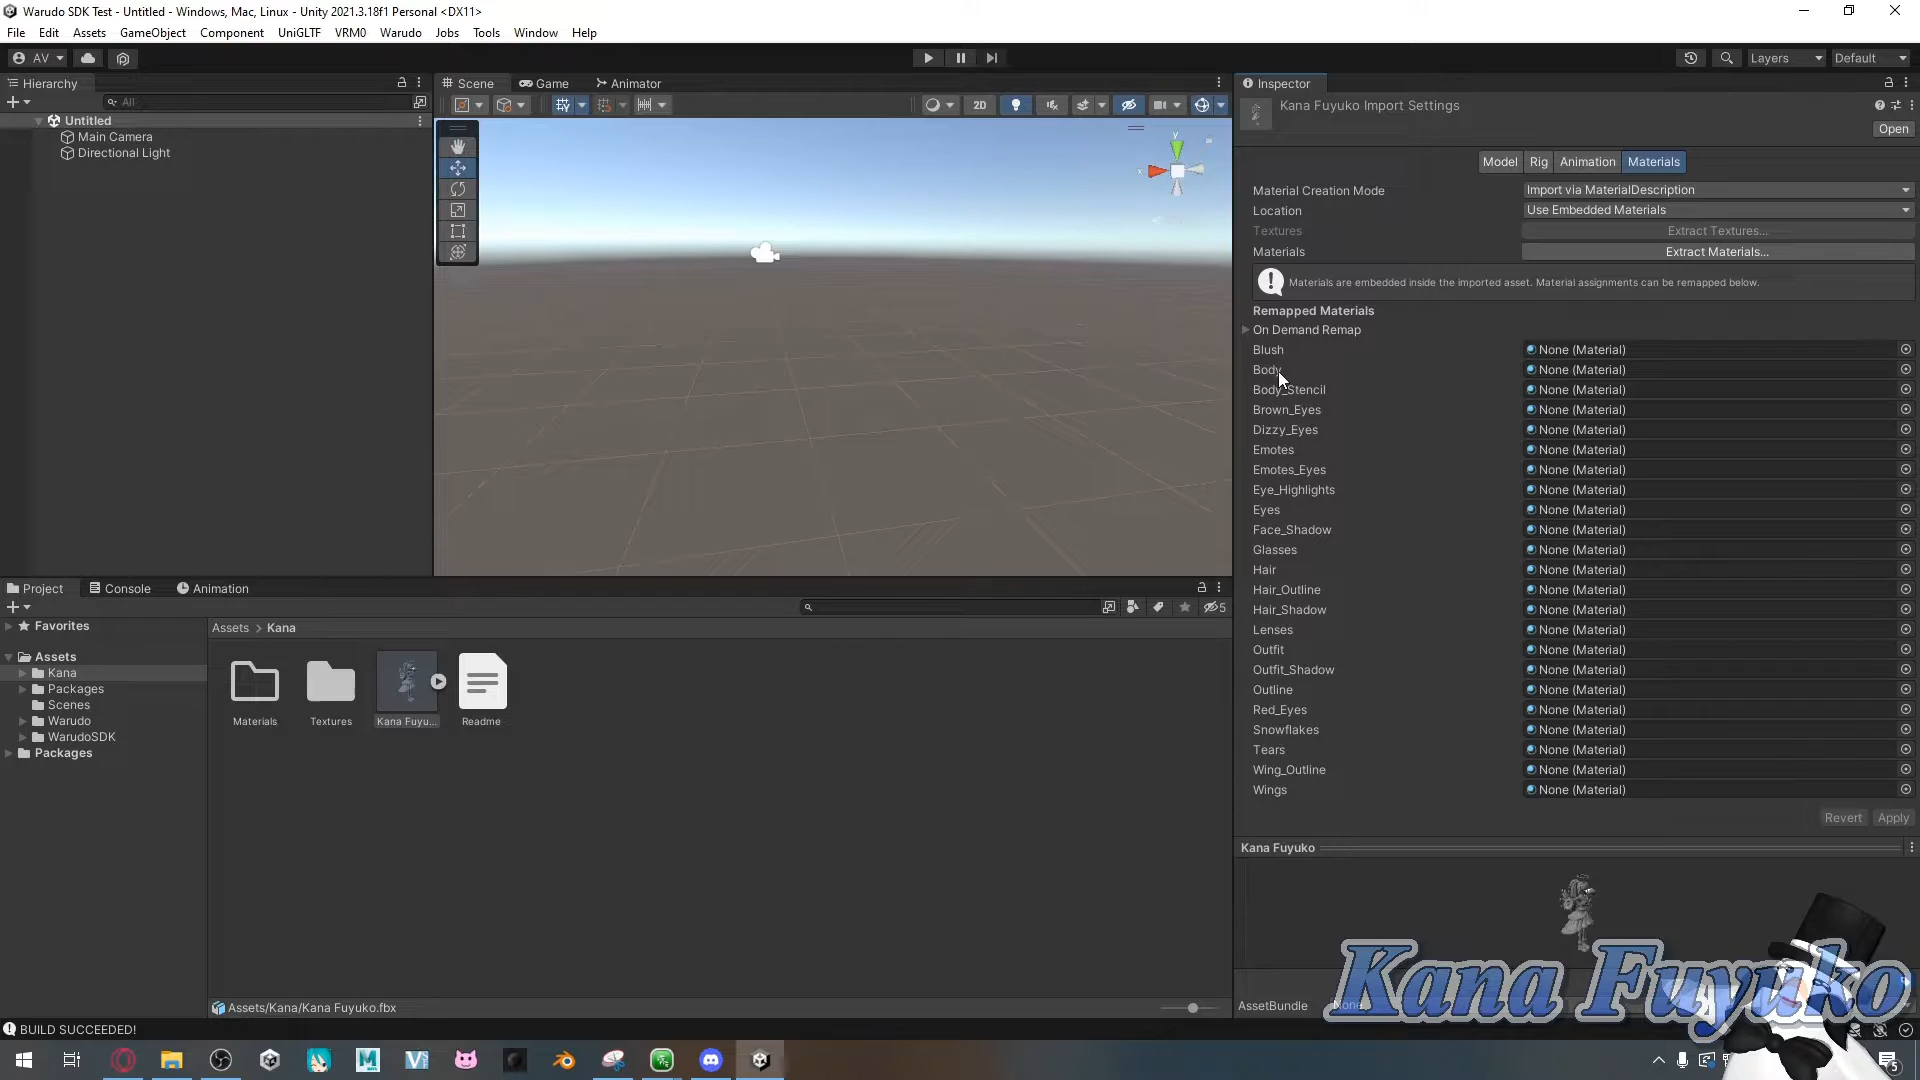 Warudo SDK Test - Untitled - Windows, Mac, Linux - Unity 2021.3.18f1 Personal <DX11>
File Edit Assets GameObject Component UniGLTF VRM0 Warudo Jobs Tools Window Help
AV Layers Default
Hierarchy
All
Untitled
Main Camera
Directional Light
Scene Game Animator
2D
y
x
Inspector
Kana Fuyuko Import Settings
Open
Model Rig Animation Materials
Material Creation Mode Import via MaterialDescription
Location Use Embedded Materials
Textures Extract Textures...
Materials Extract Materials...
Materials are embedded inside the imported asset. Material assignments can be remapped below.
Remapped Materials
On Demand Remap
Blush None (Material)
Body None (Material)
Body_Stencil None (Material)
Brown_Eyes None (Material)
Dizzy_Eyes None (Material)
Emotes None (Material)
Emotes_Eyes None (Material)
Eye_Highlights None (Material)
Eyes None (Material)
Face_Shadow None (Material)
Glasses None (Material)
Hair None (Material)
Hair_Outline None (Material)
Hair_Shadow None (Material)
Lenses None (Material)
Outfit None (Material)
Outfit_Shadow None (Material)
Outline None (Material)
Red_Eyes None (Material)
Snowflakes None (Material)
Tears None (Material)
Wing_Outline None (Material)
Wings None (Material)
Revert Apply
Kana Fuyuko
AssetBundle None
Kana Fuyuko
Project Console Animation
5
Favorites
Assets
Kana
Packages
Scenes
Warudo
WarudoSDK
Packages
Assets > Kana
Materials Textures Kana Fuyu... Readme
Assets/Kana/Kana Fuyuko.fbx
BUILD SUCCEEDED!
5